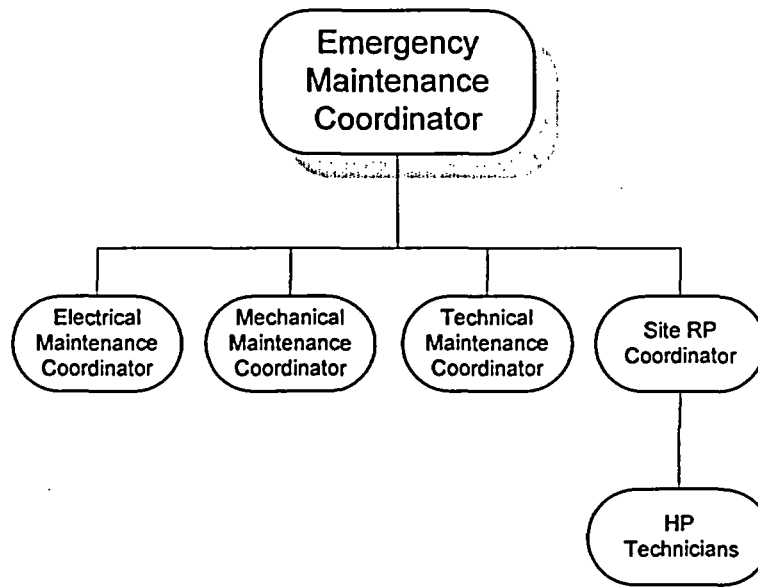 Emergency
Maintenance
Coordinator
Electrical
Maintenance
Coordinator
Mechanical
Maintenance
Coordinator
Technical
Maintenance
Coordinator
Site RP
Coordinator
HP
Technicians